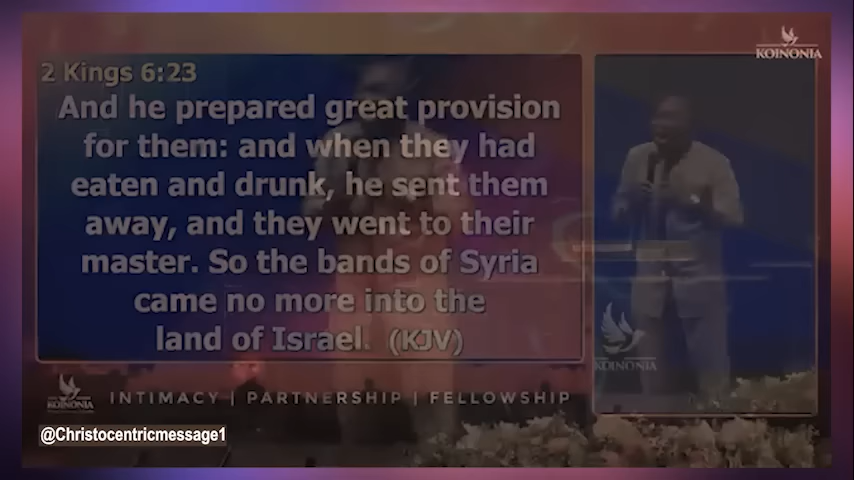 KOINONIA
2 Kings 6:23
And he prepared great provision
for them: and when they had
eaten and drunk, he sent them
away, and they went to their
master. So the bands of Syria
came no more into the
land of Israel. (KJV)
KOINONIA
KOINONIA
INTIMACY | PARTNERSHIP | FELLOWSHIP
@Christocentricmessage1